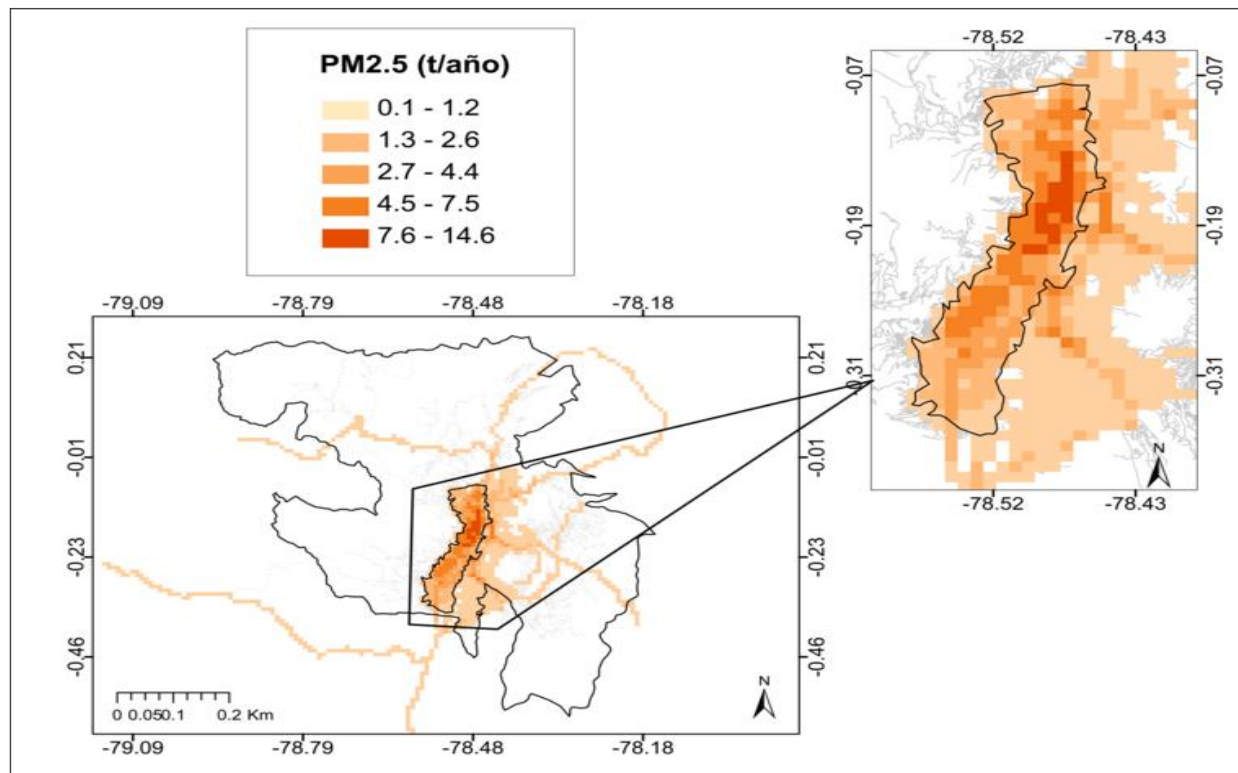 PM2.5 (t/año)
0.1 - 1.2
1.3 - 2.6
2.7 - 4.4
4.5 - 7.5
7.6 - 14.6
-78.52 -78.43
-0.07 -0.07
-0.19 -0.19
-0.31 -0.31
N
-78.52 -78.43
-79.09 -78.79 -78.48 -78.18
0.21 0.21
-0.01 -0.01
-0.23 -0.23
-0.46 -0.46
N
0 0.050.1 0.2 Km
-79.09 -78.79 -78.48 -78.18